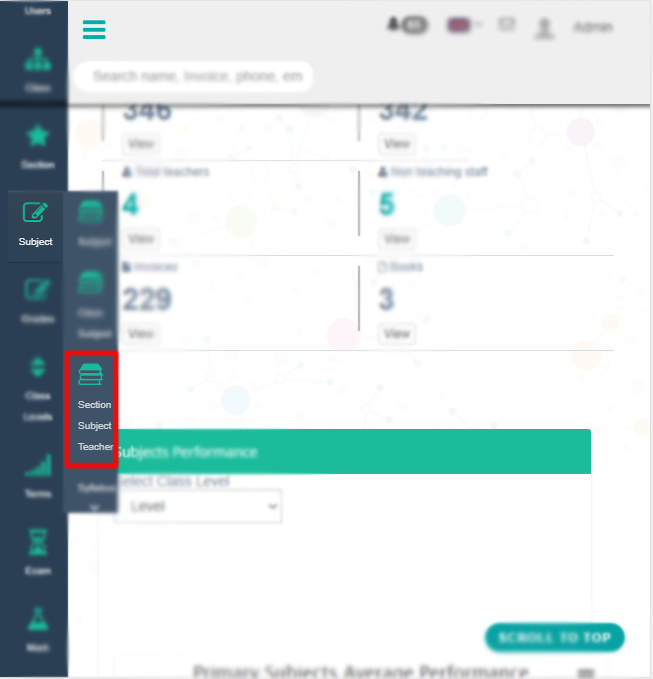 Users
Class
Section
Subject
Grades
Class
Levels
Terms
Exam
Subject
Class
Subject
Section
Subject
Teacher
Syllabus
Admin
Search name, Invoice, phone, em
346
View
342
View
Total teachers
4
View
Non teaching staff
5
View
Invoices
229
View
Books
3
View
Subjects Performance
Select Class Level
Level
SCROLL TO TOP
Primary Subjects Average Performance